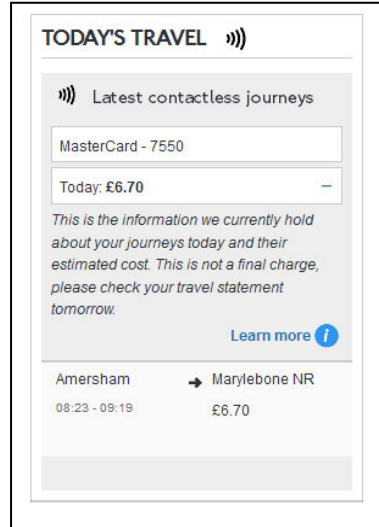 TODAY'S TRAVEL
Latest contactless journeys
MasterCard - 7550
Today: £6.70
This is the information we currently hold
about your journeys today and their
estimated cost. This is not a final charge,
please check your travel statement
tomorrow.
Learn more i
Amersham → Marylebone NR
08:23 - 09:19 £6.70